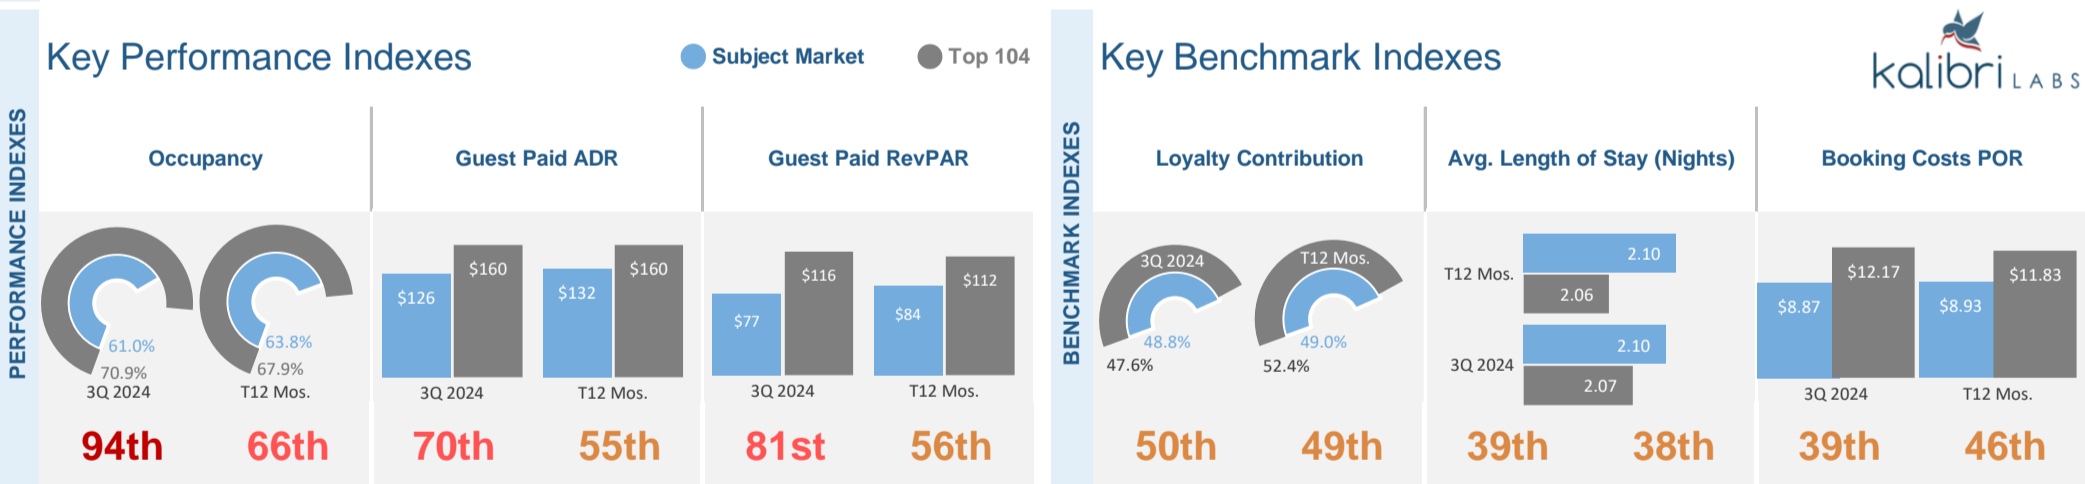 PERFORMANCE INDEXES
Key Performance Indexes
Subject Market
Top 104
Occupancy
Guest Paid ADR
Guest Paid RevPAR
61.0%
70.9%
3Q 2024
63.8%
67.9%
T12 Mos.
$126
$160
3Q 2024
$132
$160
T12 Mos.
$77
$116
3Q 2024
$84
$112
T12 Mos.
94th
66th
70th
55th
81st
56th
BENCHMARK INDEXES
Key Benchmark Indexes
kalibri LABS
Loyalty Contribution
Avg. Length of Stay (Nights)
Booking Costs POR
3Q 2024
48.8%
47.6%
T12 Mos.
49.0%
52.4%
T12 Mos.
2.10
2.06
3Q 2024
2.10
2.07
$8.87
$12.17
3Q 2024
$8.93
$11.83
T12 Mos.
50th
49th
39th
38th
39th
46th